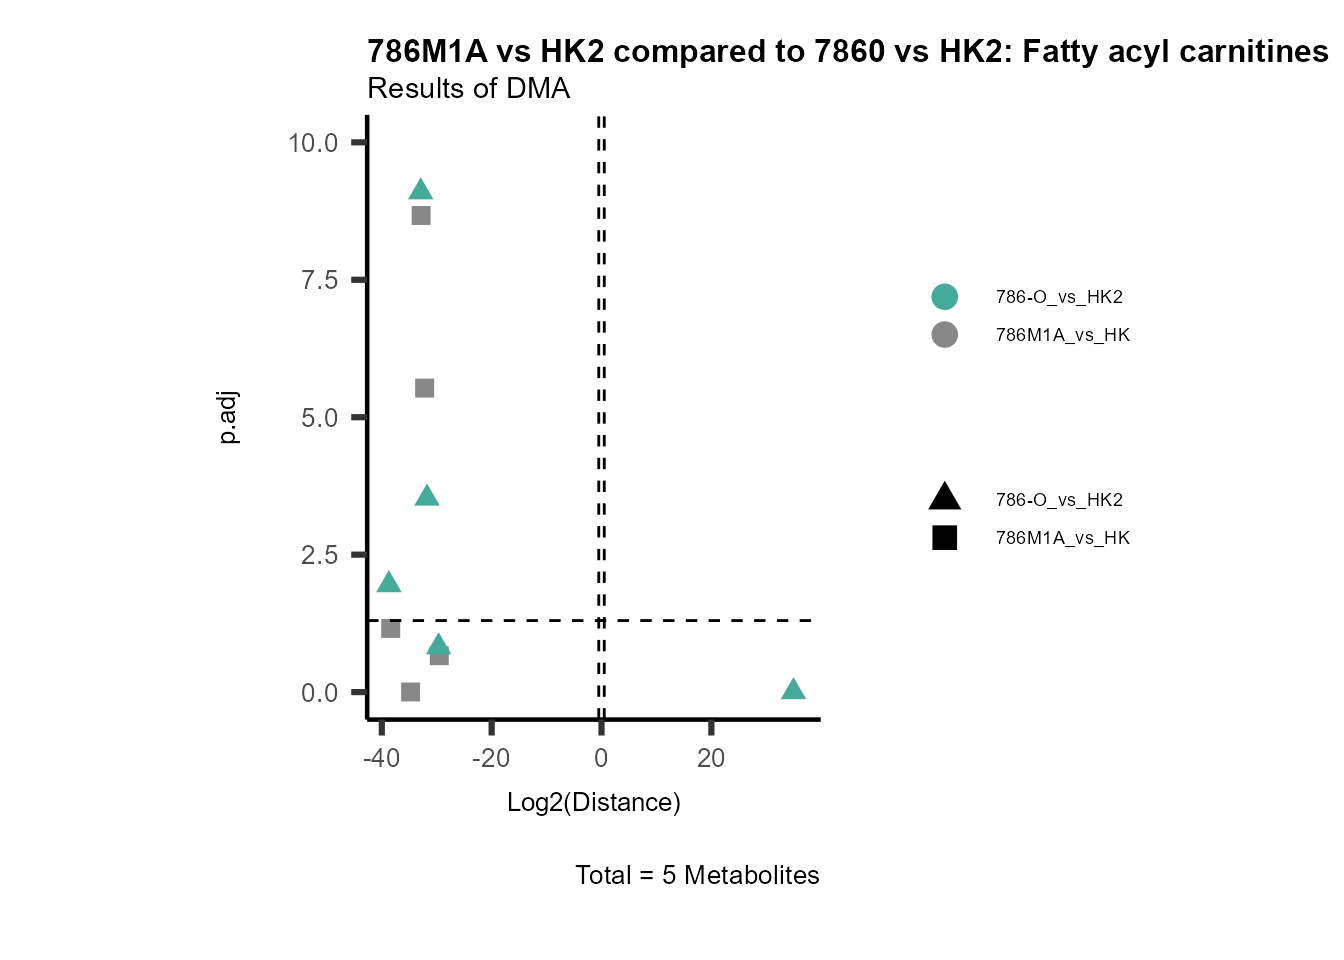 786M1A vs HK2 compared to 7860 vs HK2: Fatty acyl carnitines
Results of DMA
10.0
7.5
5.0
2.5
0.0
p.adj
-40
-20
0
20
Log2(Distance)
786-O_vs_HK2
786M1A_vs_HK
786-O_vs_HK2
786M1A_vs_HK
Total = 5 Metabolites